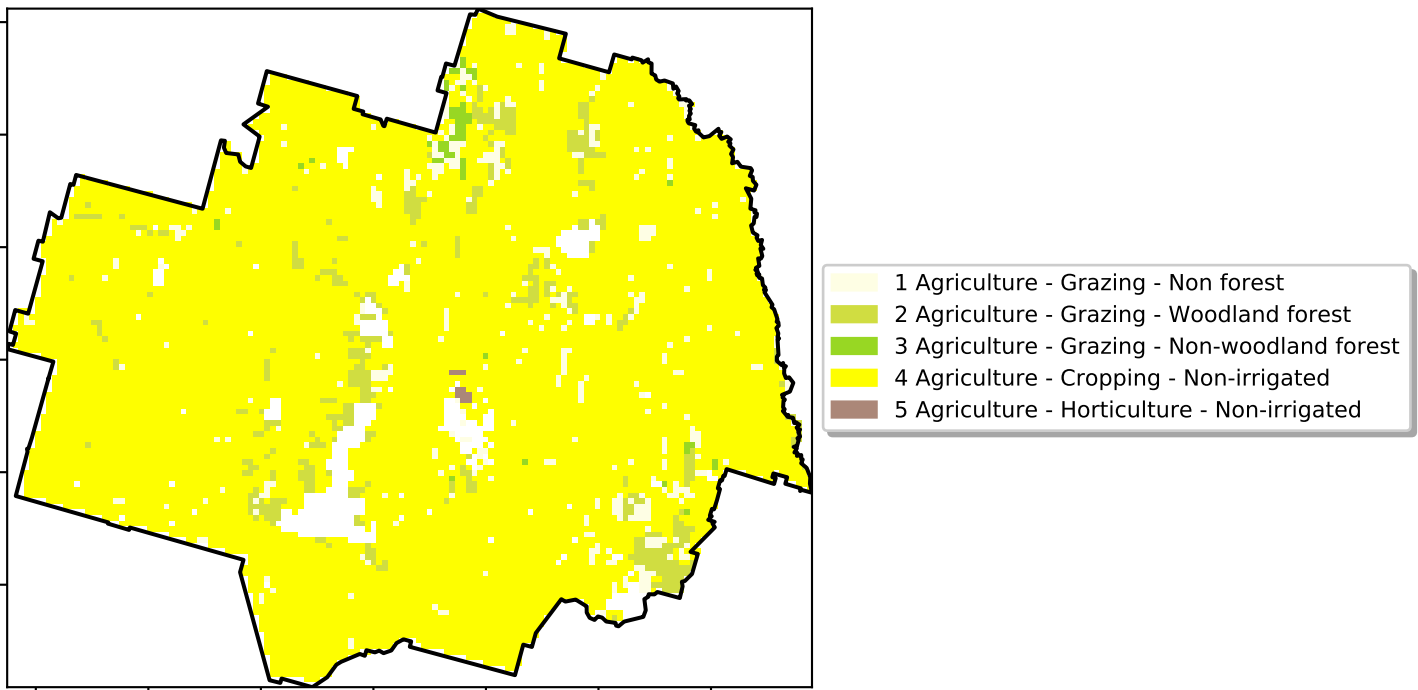 1 Agriculture - Grazing - Non forest
2 Agriculture - Grazing - Woodland forest
3 Agriculture - Grazing - Non-woodland forest
4 Agriculture - Cropping - Non-irrigated
5 Agriculture - Horticulture - Non-irrigated